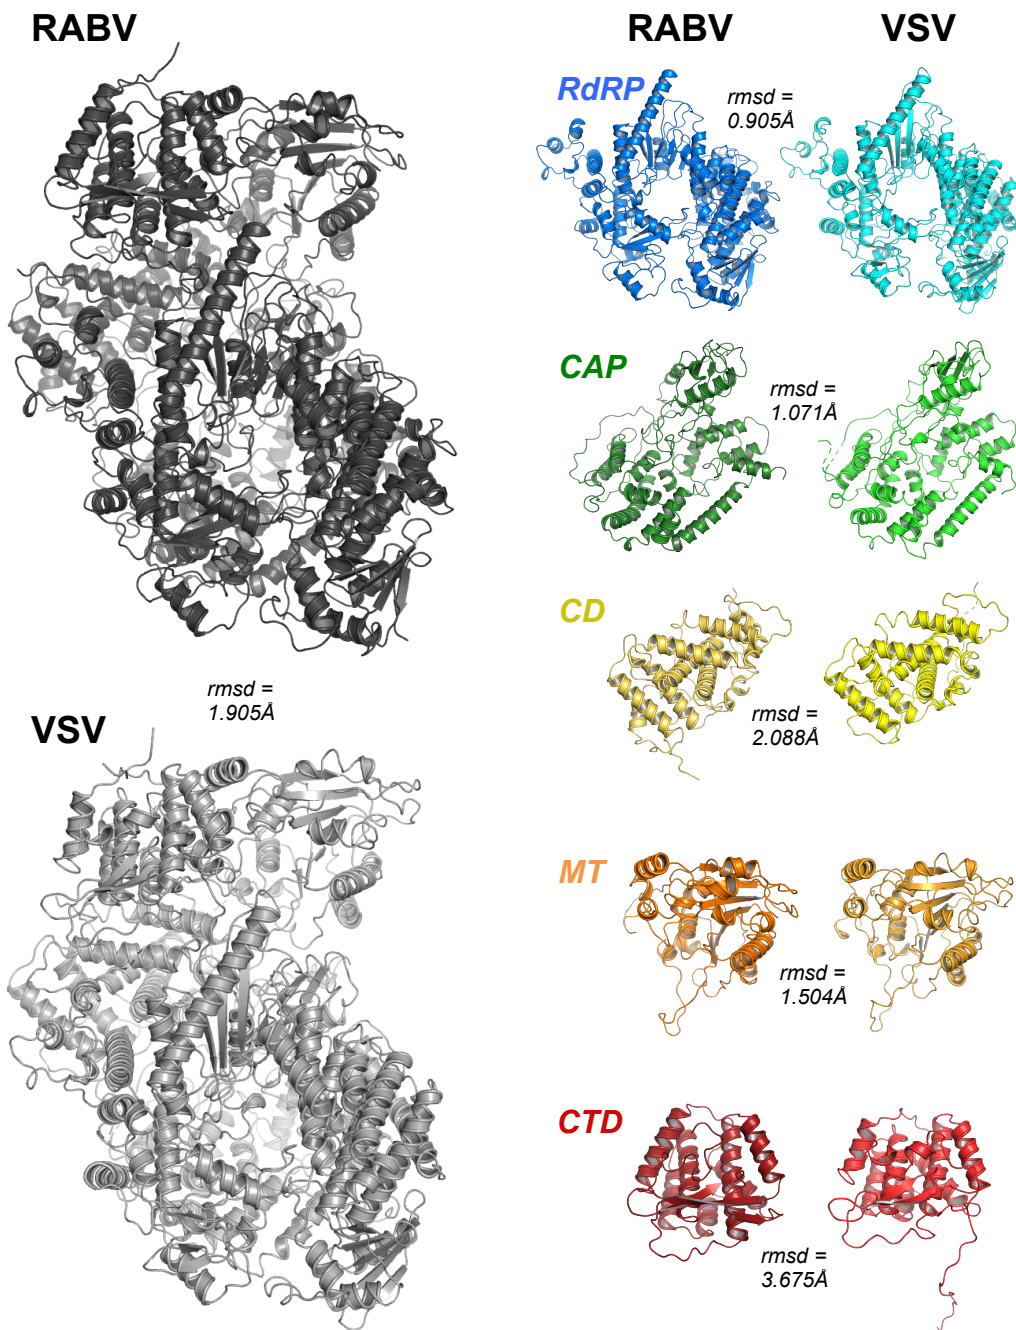 RABV
rmsd =
1.905Å
VSV
RABV
VSV
RdRP
rmsd =
0.905Å
CAP
rmsd =
1.071Å
CD
rmsd =
2.088Å
MT
rmsd =
1.504Å
CTD
rmsd =
3.675Å